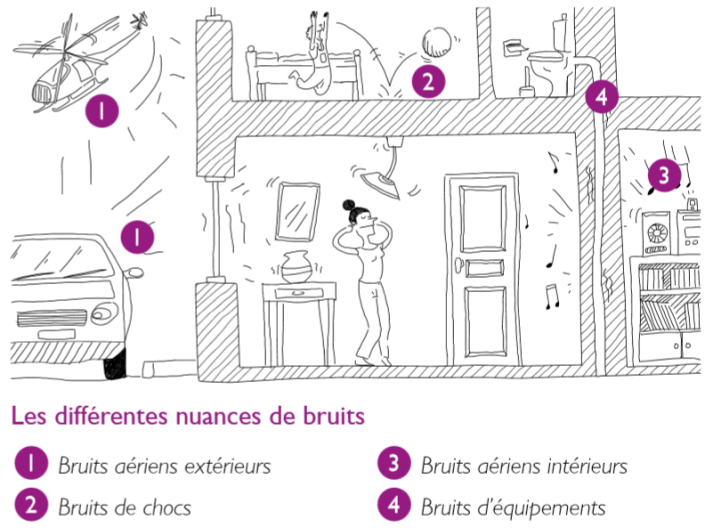 1
2
4
3
1
Les différentes nuances de bruits
1 Bruits aériens extérieurs
2 Bruits de chocs
3 Bruits aériens intérieurs
4 Bruits d'équipements